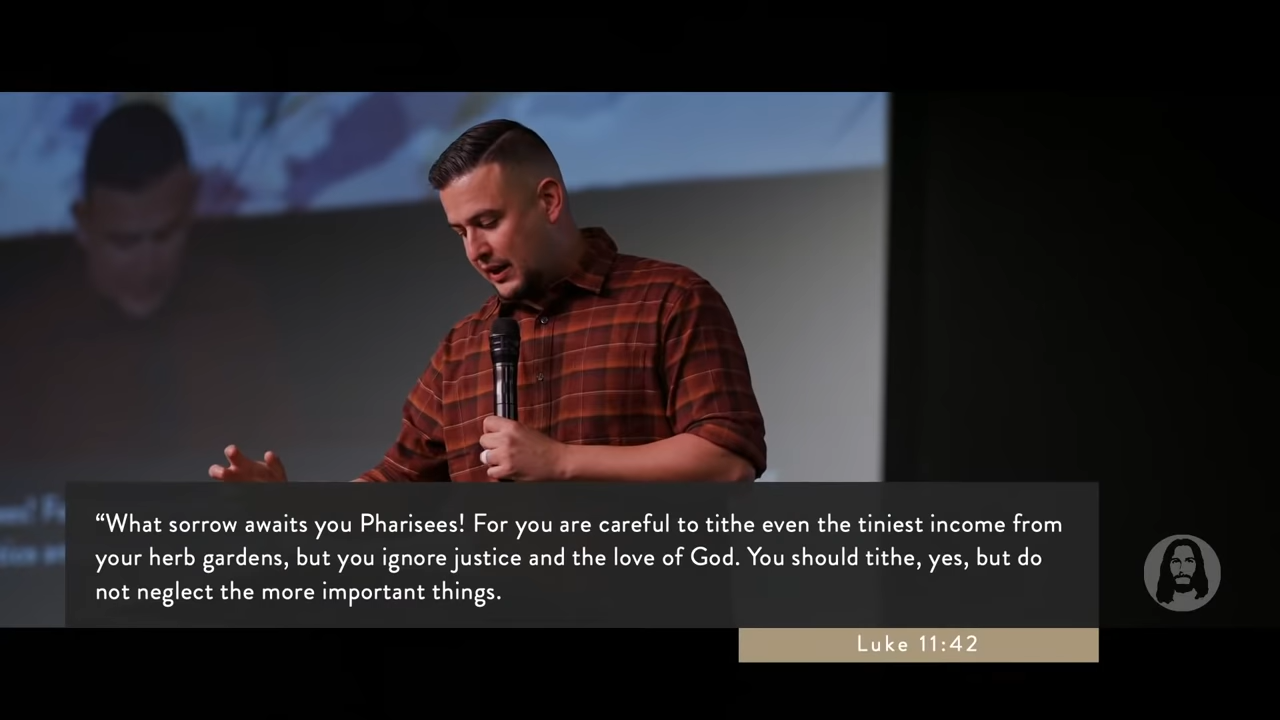 “What sorrow awaits you Pharisees! For you are careful to tithe even the tiniest income from
your herb gardens, but you ignore justice and the love of God. You should tithe, yes, but do
not neglect the more important things.
Luke 11:42